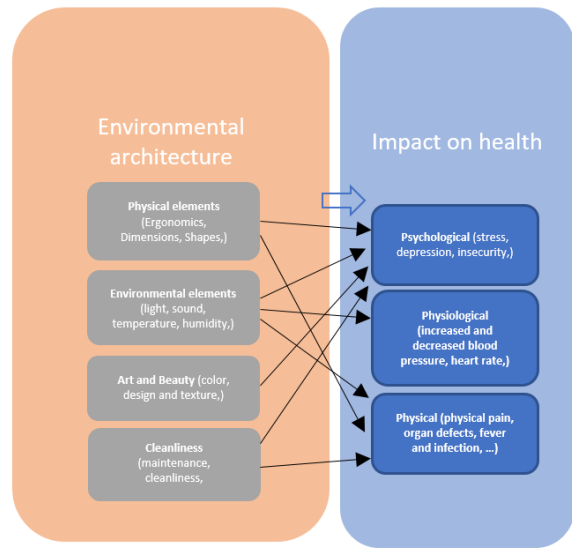 Environmental
architecture
Physical elements
(Ergonomics,
Dimensions, Shapes,)
Environmental elements
(light, sound,
temperature, humidity,)
Art and Beauty (color,
design and texture,)
Cleanliness
(maintenance,
cleanliness,
Impact on health
Psychological (stress,
depression, insecurity,)
Physiological
(increased and
decreased blood
pressure, heart rate,)
Physical (physical pain,
organ defects, fever
and infection, ...)